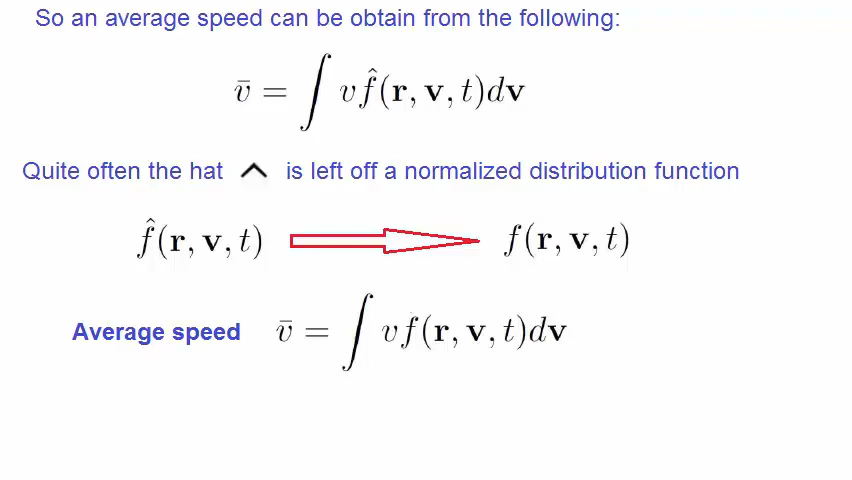 So an average speed can be obtain from the following:
v̄ = ∫ v f̂(r, v, t)dv
Quite often the hat ^ is left off a normalized distribution function
f̂(r, v, t) f(r, v, t)
Average speed v̄ = ∫ v f(r, v, t)dv